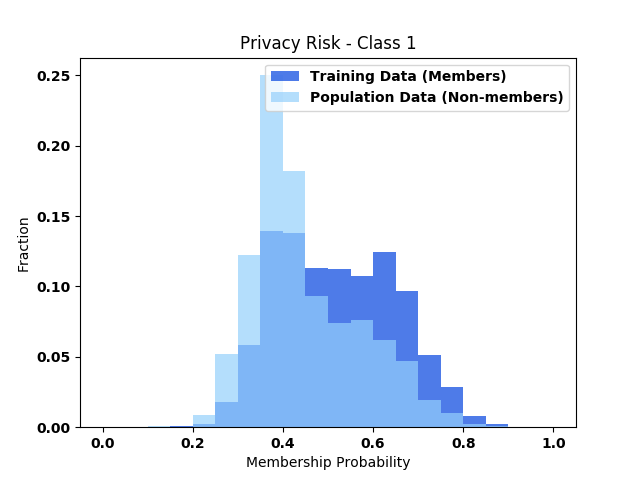 Privacy Risk - Class 1
Training Data (Members)
Population Data (Non-members)
Fraction
0.25
0.20
0.15
0.10
0.05
0.00
0.0 0.2 0.4 0.6 0.8 1.0
Membership Probability